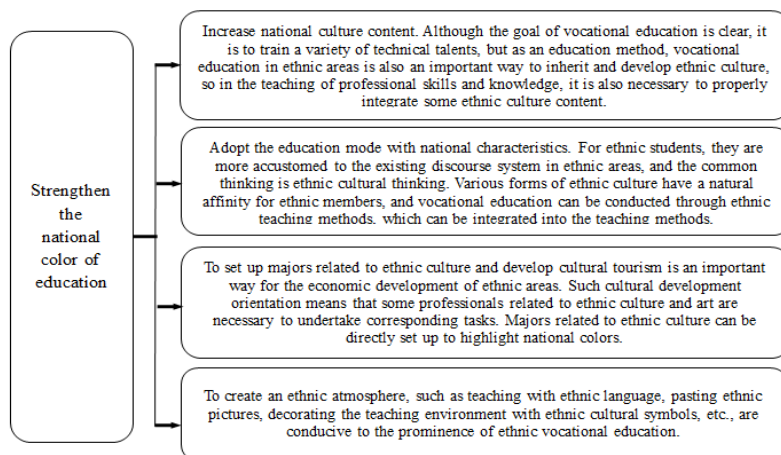 Strengthen
the
national
color of
education
Increase national culture content. Although the goal of vocational education is clear, it
is to train a variety of technical talents, but as an education method, vocational
education in ethnic areas is also an important way to inherit and develop ethnic culture,
so in the teaching of professional skills and knowledge, it is also necessary to properly
integrate some ethnic culture content.
Adopt the education mode with national characteristics. For ethnic students, they are
more accustomed to the existing discourse system in ethnic areas, and the common
thinking is ethnic cultural thinking. Various forms of ethnic culture have a natural
affinity for ethnic members, and vocational education can be conducted through ethnic
teaching methods, which can be integrated into the teaching methods.
To set up majors related to ethnic culture and develop cultural tourism is an important
way for the economic development of ethnic areas. Such cultural development
orientation means that some professionals related to ethnic culture and art are
necessary to undertake corresponding tasks. Majors related to ethnic culture can be
directly set up to highlight national colors.
To create an ethnic atmosphere, such as teaching with ethnic language, pasting ethnic
pictures, decorating the teaching environment with ethnic cultural symbols, etc., are
conducive to the prominence of ethnic vocational education.